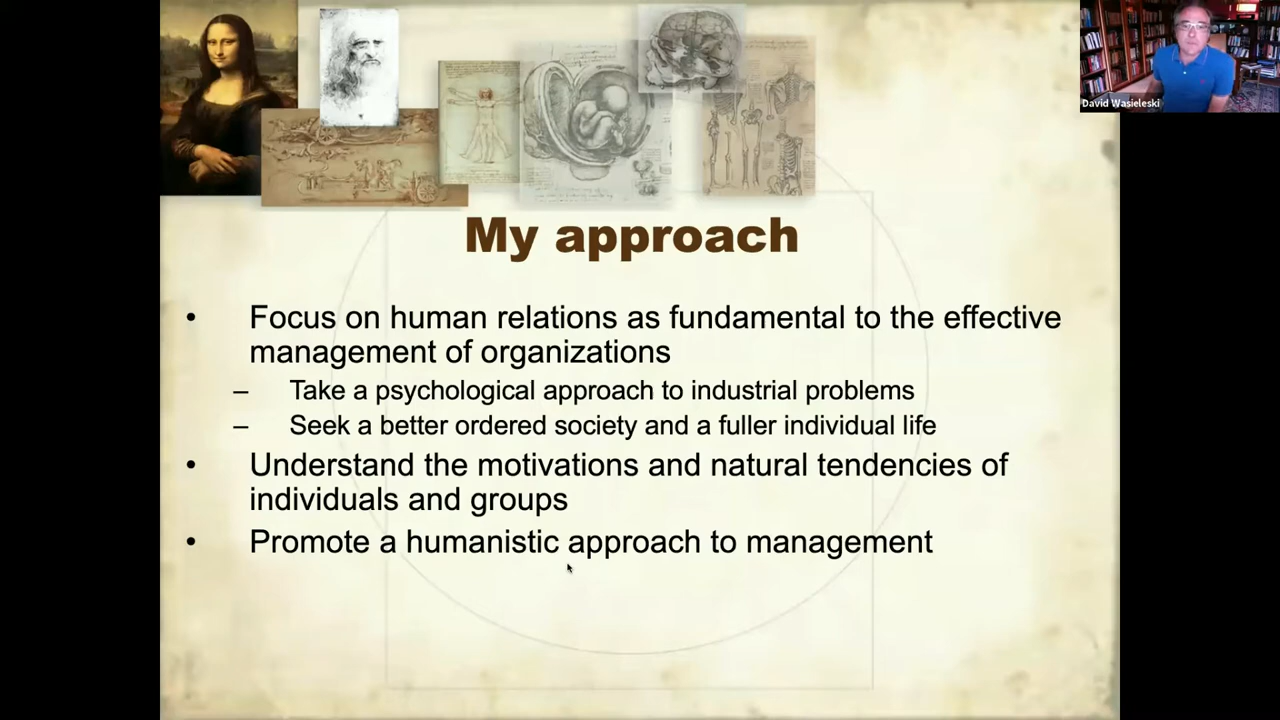 David Wasieleski
My approach
• Focus on human relations as fundamental to the effective
management of organizations
– Take a psychological approach to industrial problems
– Seek a better ordered society and a fuller individual life
• Understand the motivations and natural tendencies of
individuals and groups
• Promote a humanistic approach to management